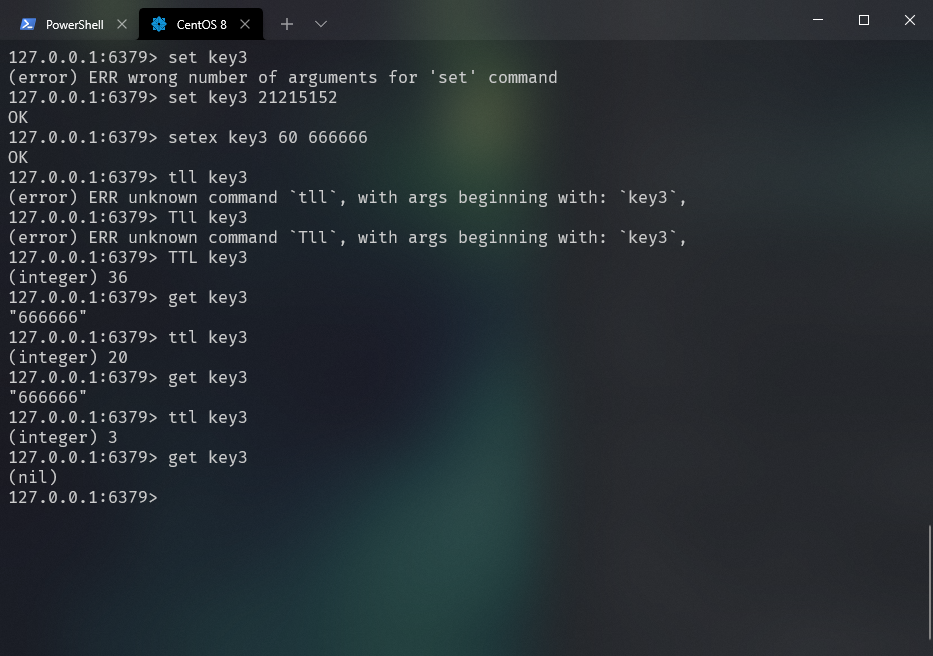 PowerShell
CentOS 8
127.0.0.1:6379> set key3
(error) ERR wrong number of arguments for 'set' command
127.0.0.1:6379> set key3 21215152
OK
127.0.0.1:6379> setex key3 60 666666
OK
127.0.0.1:6379> tll key3
(error) ERR unknown command `tll`, with args beginning with: `key3`,
127.0.0.1:6379> Tll key3
(error) ERR unknown command `Tll`, with args beginning with: `key3`,
127.0.0.1:6379> TTL key3
(integer) 36
127.0.0.1:6379> get key3
"666666"
127.0.0.1:6379> ttl key3
(integer) 20
127.0.0.1:6379> get key3
"666666"
127.0.0.1:6379> ttl key3
(integer) 3
127.0.0.1:6379> get key3
(nil)
127.0.0.1:6379>